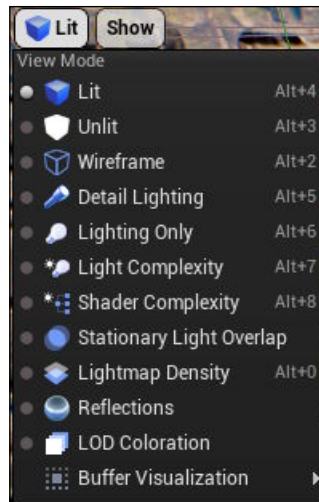 Lit Show
View Mode
Lit Alt+4
Unlit Alt+3
Wireframe Alt+2
Detail Lighting Alt+5
Lighting Only Alt+6
Light Complexity Alt+7
Shader Complexity Alt+8
Stationary Light Overlap
Lightmap Density Alt+0
Reflections
LOD Coloration
Buffer Visualization